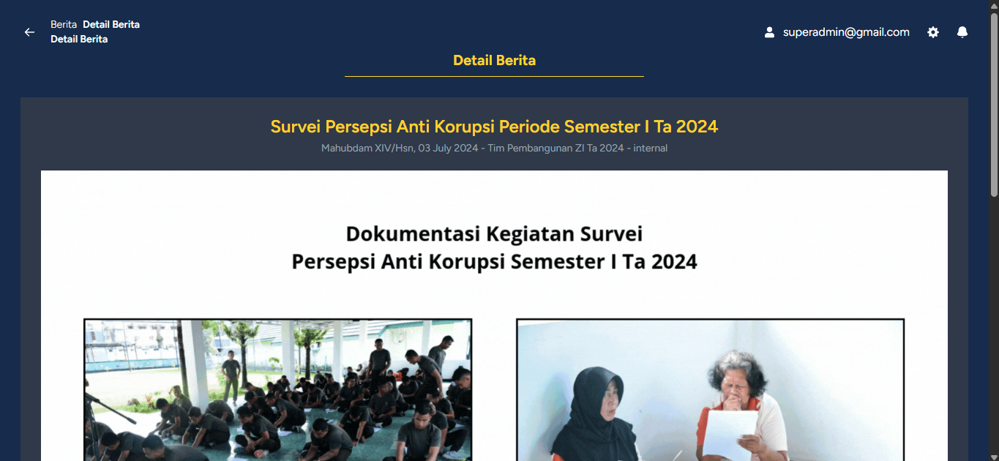 Berita Detail Berita
Detail Berita
superadmin@gmail.com
Detail Berita
Survei Persepsi Anti Korupsi Periode Semester I Ta 2024
Mahubdam XIV/Hsn, 03 July 2024 - Tim Pembangunan ZI Ta 2024 - internal
Dokumentasi Kegiatan Survei
Persepsi Anti Korupsi Semester I Ta 2024